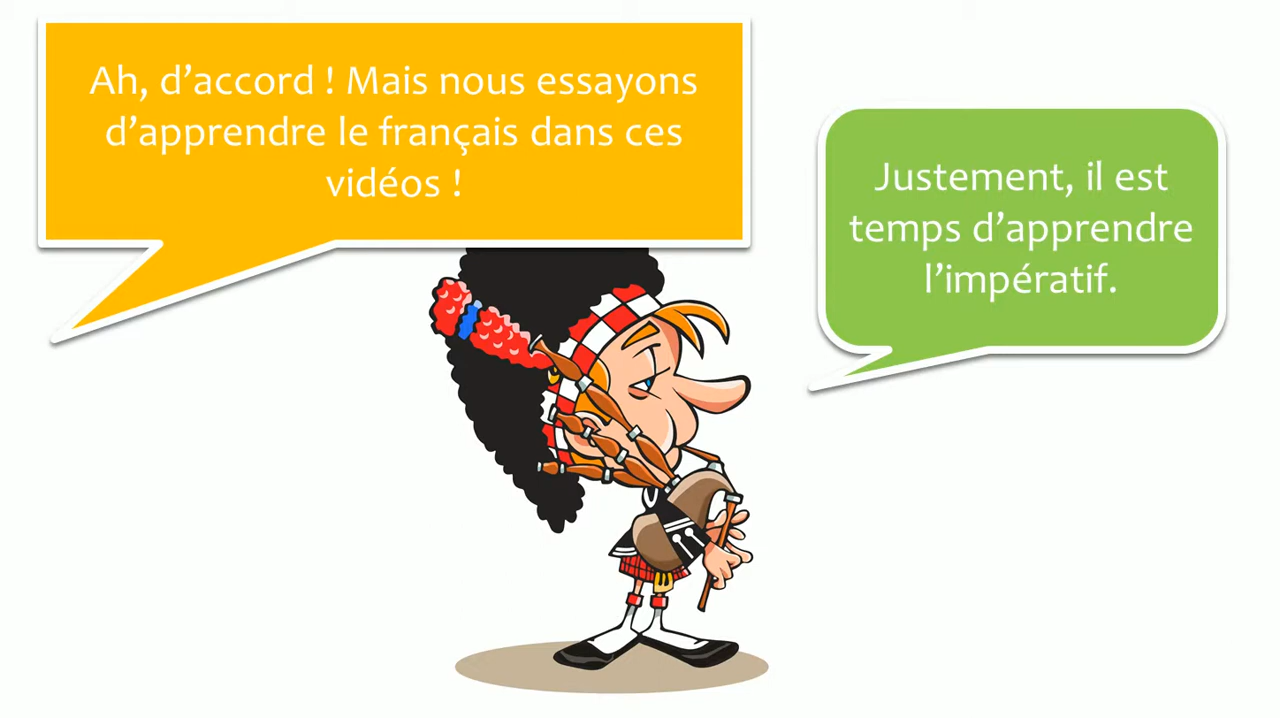 Ah, d’accord ! Mais nous essayons
d’apprendre le français dans ces
vidéos !
Justement, il est
temps d’apprendre
l’impératif.